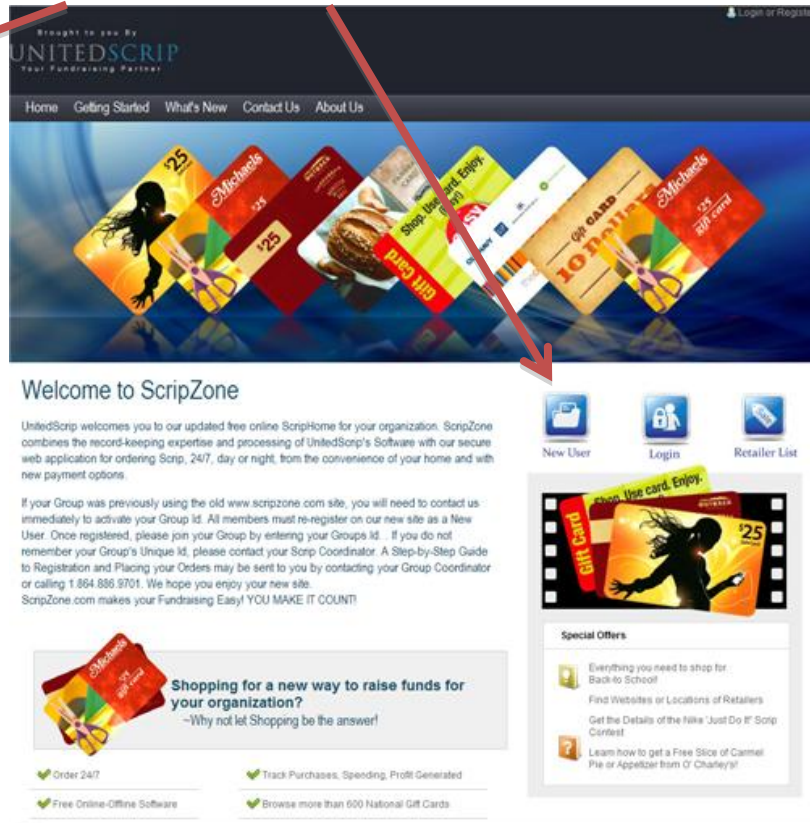 Login or Registe
Brought to you By
UNITEDSCRIP
Your Fundraising Partner
Home Getting Started What's New Contact Us About Us
$25
Michaels
$25
OUTBACK
$25
Shop. Use card. Enjoy.
(Enjoy!)
Gift Card
OLD NAVY GAP
Gift CARD
10 Dollars
Michaels
$25
gift card
Welcome to ScripZone
UnitedScrip welcomes you to our updated free online ScripHome for your organization. ScripZone
combines the record-keeping expertise and processing of UnitedScrip's Software with our secure
web application for ordering Scrip, 24/7, day or night, from the convenience of your home and with
new payment options.
If your Group was previously using the old www.scripzone.com site, you will need to contact us
immediately to activate your Group Id. All members must re-register on our new site as a New
User. Once registered, please join your Group by entering your Groups Id. . If you do not
remember your Group's Unique Id, please contact your Scrip Coordinator. A Step-by-Step Guide
to Registration and Placing your Orders may be sent to you by contacting your Group Coordinator
or calling 1.864.886.9701. We hope you enjoy your new site.
ScripZone.com makes your Fundraising Easy! YOU MAKE IT COUNT!
New User
Login
Sale
Retailer List
Shop. Use card. Enjoy.
Gift Card
OUTBACK
$25
Special Offers
Everything you need to shop for
Back-to School!
Find Websites or Locations of Retailers
Get the Details of the Nike 'Just Do It' Scrip
Contest
Learn how to get a Free Slice of Carmel
Pie or Appetizer from O' Charley's!
Michaels
$25
gift card
Shopping for a new way to raise funds for
your organization?
~Why not let Shopping be the answer!
Order 24/7
Track Purchases, Spending, Profit Generated
Free Online-Offline Software
Browse more than 600 National Gift Cards